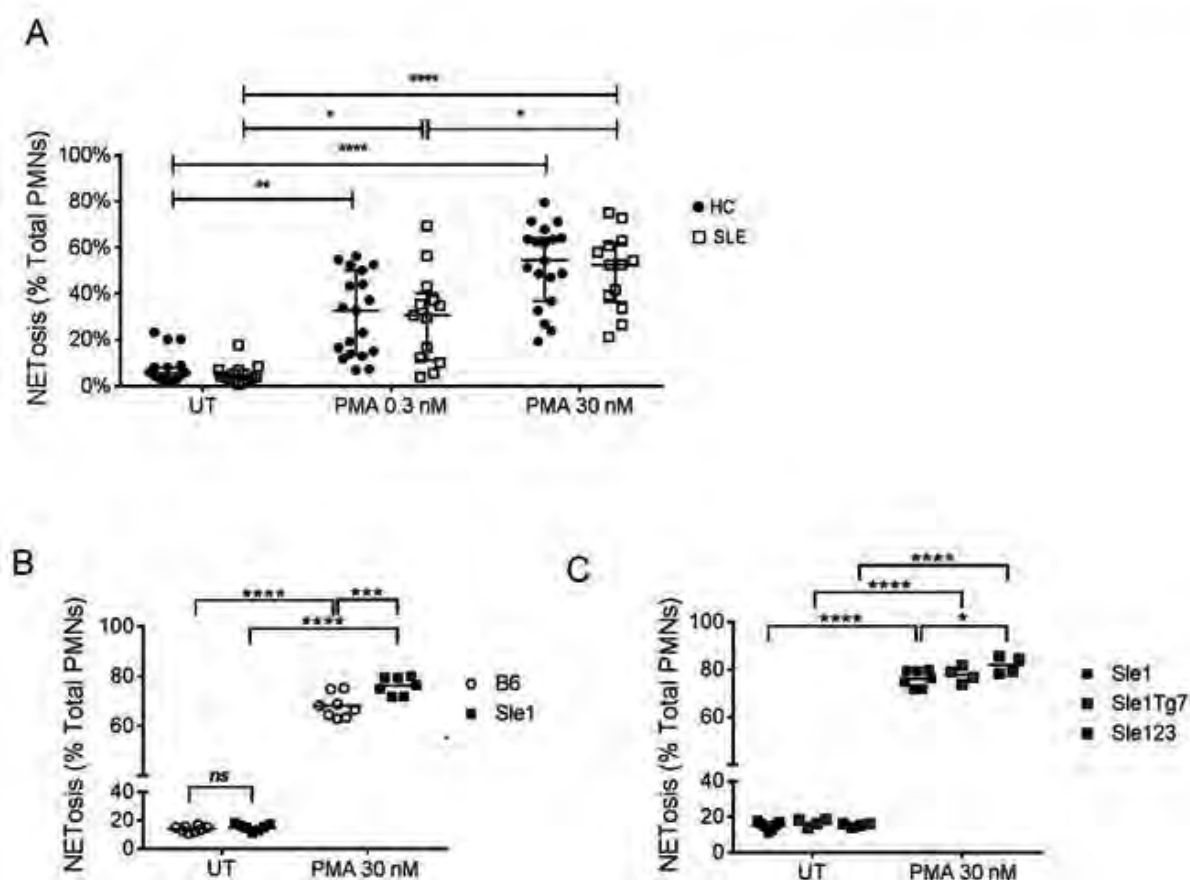 A
****
* *
****
**
100%
80%
60%
40%
20%
0%
NETosis (% Total PMNs)
UT PMA 0.3 nM PMA 30 nM
HC
SLE
B
**** ***
****
100
80
60
40
20
0
ns
NETosis (% Total PMNs)
UT PMA 30 nM
B6
Sle1
C
****
****
**** *
100
80
60
40
20
0
NETosis (% Total PMNs)
UT PMA 30 nM
Sle1
Sle1Tg7
Sle123